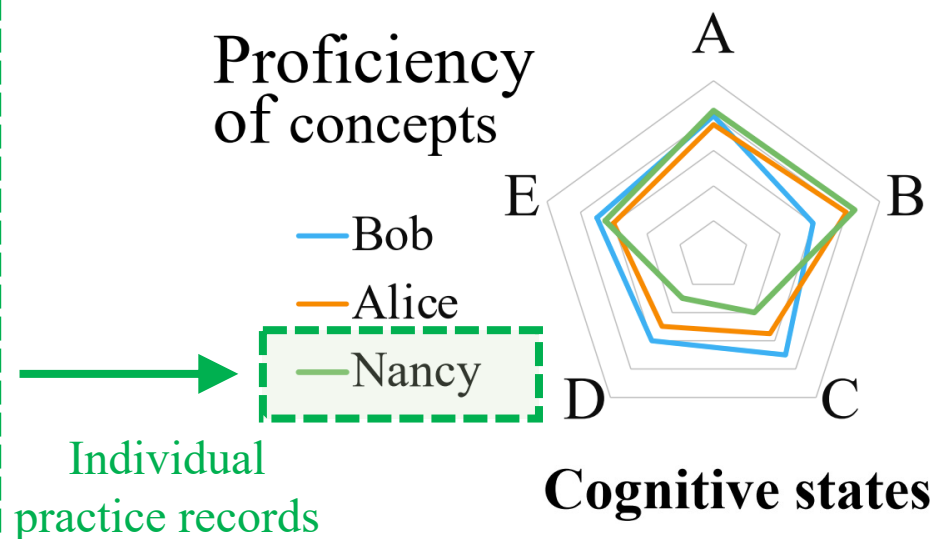 Proficiency
of concepts
Bob
Alice
Nancy
Individual
practice records
A
B
C
D
E
Cognitive states